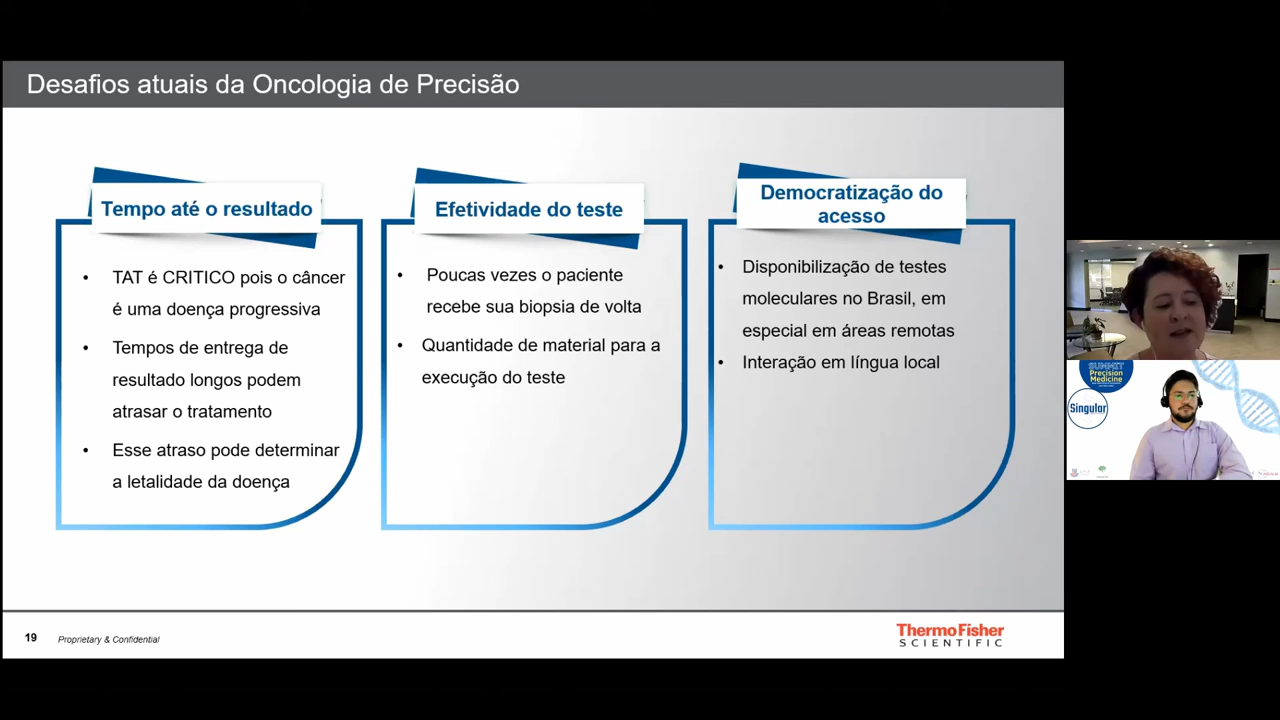 Desafios atuais da Oncologia de Precisão
Tempo até o resultado
• TAT é CRITICO pois o câncer
é uma doença progressiva
• Tempos de entrega de
resultado longos podem
atrasar o tratamento
• Esse atraso pode determinar
a letalidade da doença
Efetividade do teste
• Poucas vezes o paciente
recebe sua biopsia de volta
• Quantidade de material para a
execução do teste
Democratização do
acesso
• Disponibilização de testes
moleculares no Brasil, em
especial em áreas remotas
• Interação em língua local
19
Proprietary & Confidential
ThermoFisher
SCIENTIFIC
SUMMIT
Precision
Medicine
Singular